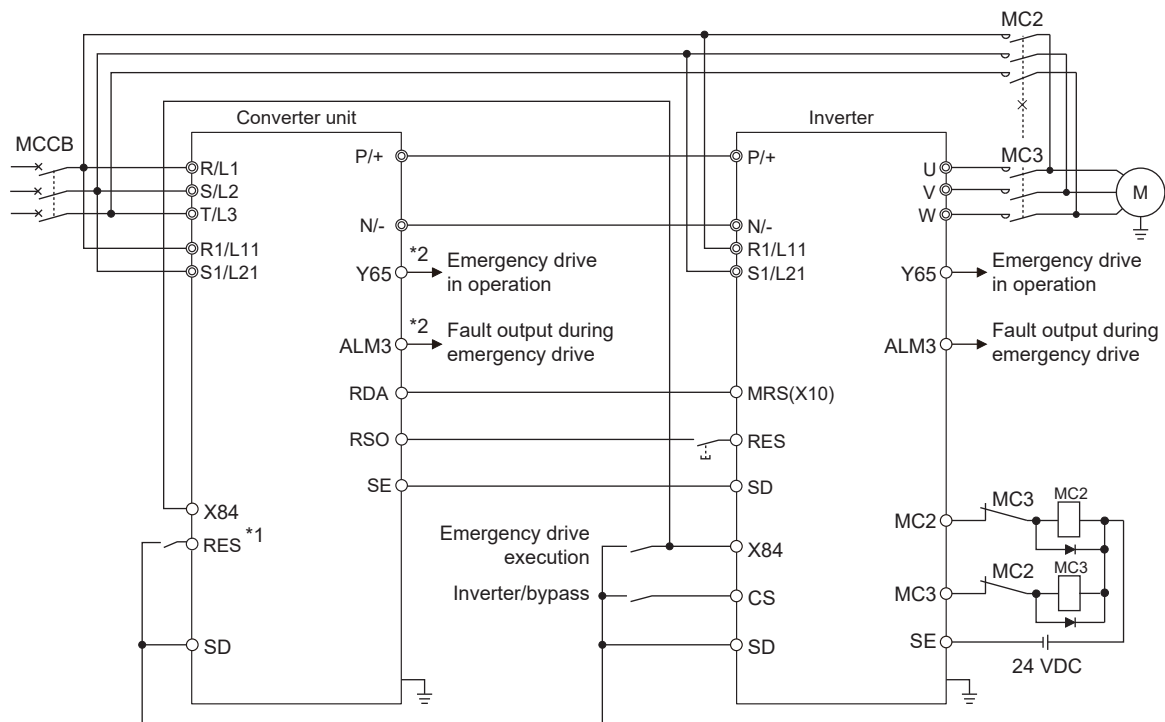 MC2
Converter unit
Inverter
MCCB
R/L1
S/L2
T/L3
R1/L11
S1/L21
P/+
N/-
*2
Y65
Emergency drive
in operation
*2
ALM3
Fault output during
emergency drive
RDA
RSO
SE
X84
RES
*1
SD
P/+
N/-
R1/L11
S1/L21
MRS(X10)
RES
SD
Emergency drive
execution
X84
Inverter/bypass
CS
SD
MC3
U
V
W
M
Y65
Emergency drive
in operation
ALM3
Fault output during
emergency drive
MC2
MC3
MC2
MC3
MC2
MC3
SE
24 VDC